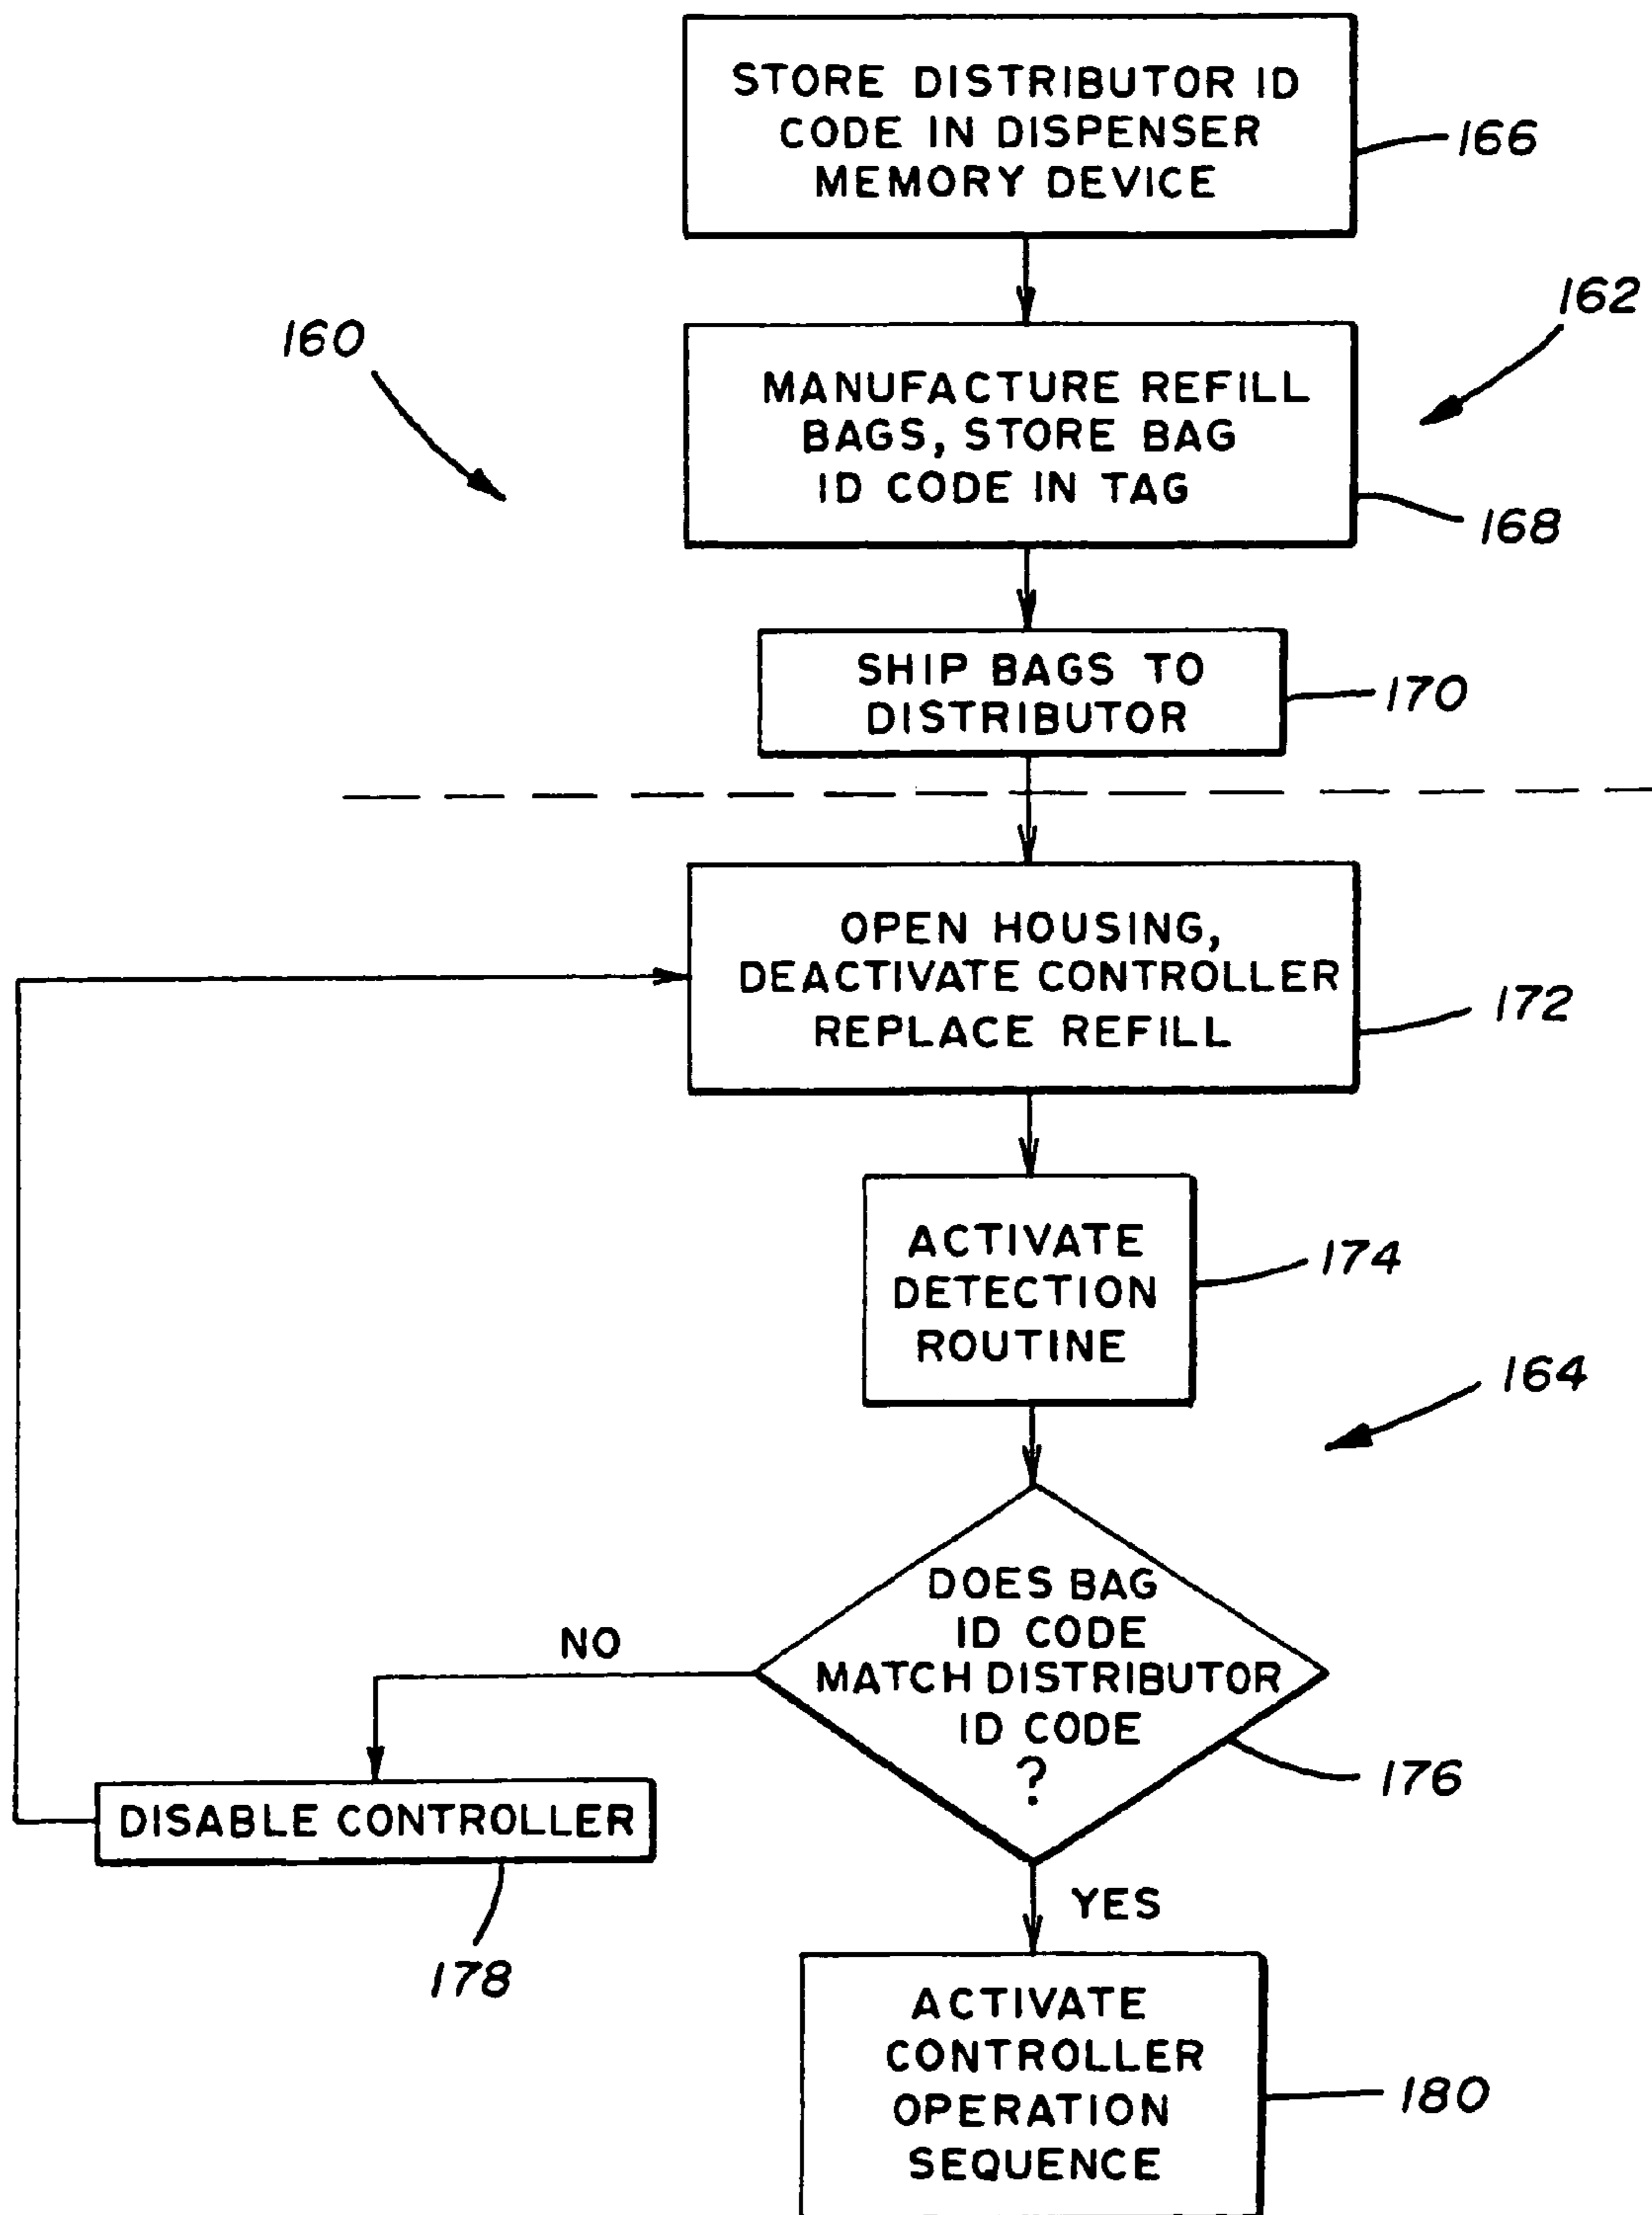 STORE DISTRIBUTOR ID
CODE IN DISPENSER
MEMORY DEVICE
166
162
160
MANUFACTURE REFILL
BAGS, STORE BAG
ID CODE IN TAG
168
SHIP BAGS TO
DISTRIBUTOR
170
OPEN HOUSING,
DEACTIVATE CONTROLLER
REPLACE REFILL
172
ACTIVATE
DETECTION
ROUTINE
174
164
DOES BAG
ID CODE
MATCH DISTRIBUTOR
ID CODE
?
176
NO
DISABLE CONTROLLER
178
YES
ACTIVATE
CONTROLLER
OPERATION
SEQUENCE
180